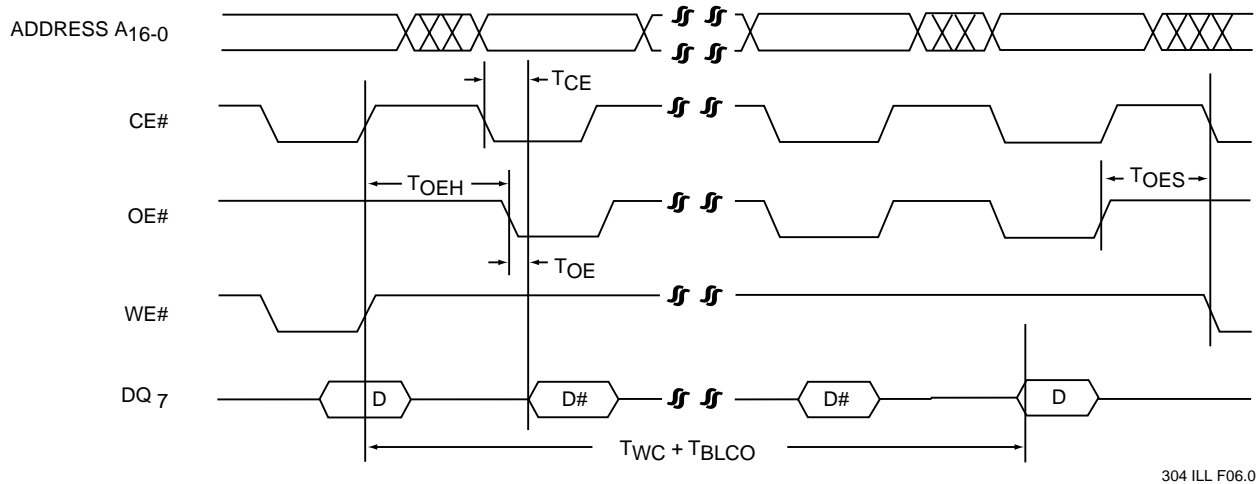 ADDRESS A16-0
TCE
CE#
TOEH
TOES
OE#
TOE
WE#
DQ 7
D
D#
D#
D
TWC + TBLCO
304 ILL F06.0